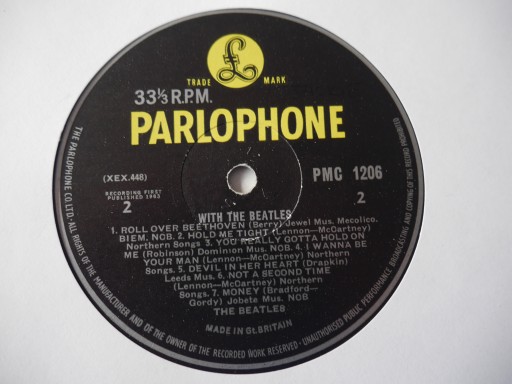 TRADE MARK
33⅓ R.P.M.
PARLOPHONE
(XEX.448)
PMC 1206
RECORDING FIRST
PUBLISHED 1963
2
2
WITH THE BEATLES
1. ROLL OVER BEETHOVEN (Berry) Jewel Mus. Mecolico.
BIEM. NCB. 2. HOLD ME TIGHT (Lennon—McCartney)
Northern Songs 3. YOU REALLY GOTTA HOLD ON
ME (Robinson) Dominion Mus. NCB. 4. I WANNA BE
YOUR MAN (Lennon—McCartney) Northern
Songs. 5. DEVIL IN HER HEART (Drapkin)
Leeds Mus. 6. NOT A SECOND TIME
(Lennon—McCartney) Northern
Songs. 7. MONEY (Bradford—
Gordy) Jobete Mus. NCB
THE BEATLES
MADE IN Gt. BRITAIN
THE PARLOPHONE CO. LTD.—ALL RIGHTS OF THE MANUFACTURER AND OF THE OWNER OF THE RECORDED WORK RESERVED—UNAUTHORISED PUBLIC PERFORMANCE BROADCASTING AND COPYING OF THIS RECORD PROHIBITED